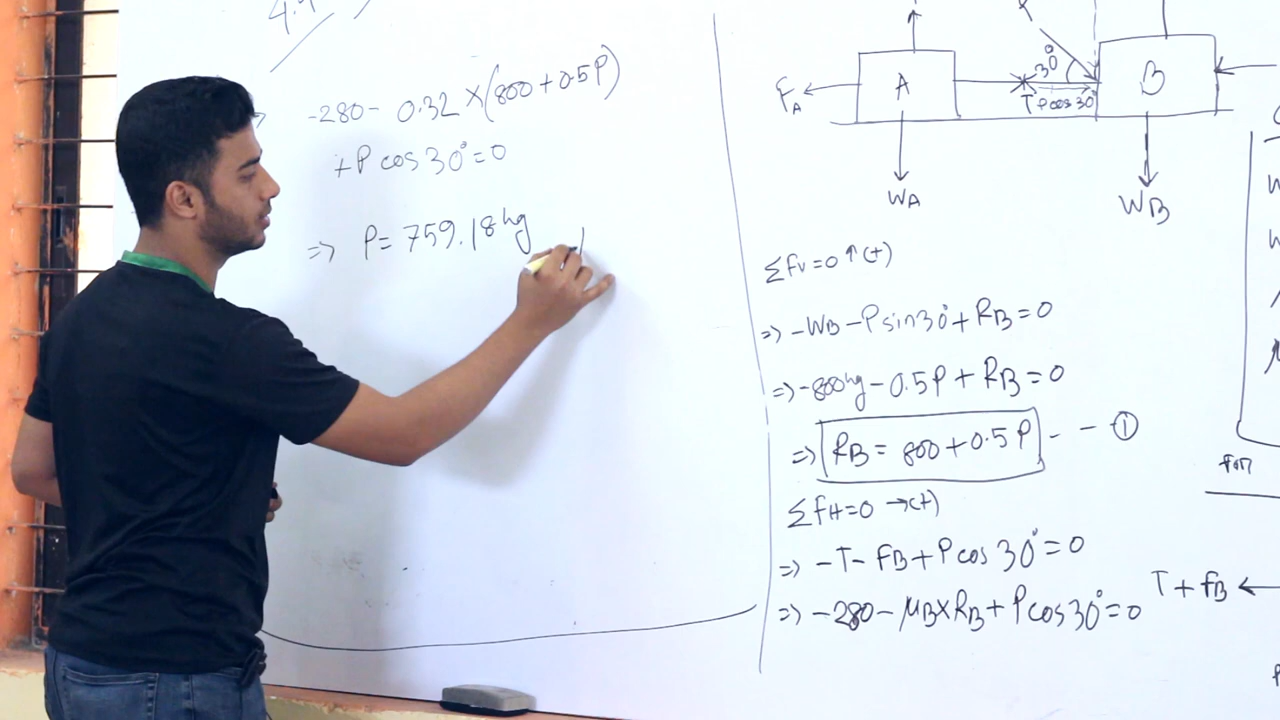 -280 - 0.32 × (800 + 0.5P)
+ P cos 30° = 0
=> P = 759.18 kg
A
B
30°
FA
T P cos 30°
WA
WB
Σfv = 0 ↑ (+)
=> -WB - P sin 30° + RB = 0
=> -800kg - 0.5P + RB = 0
=> RB = 800 + 0.5 P - - ①
ΣfH = 0 → (+)
=> -T - FB + P cos 30° = 0
=> -280 - μB × RB + P cos 30° = 0
T + fB ←
for